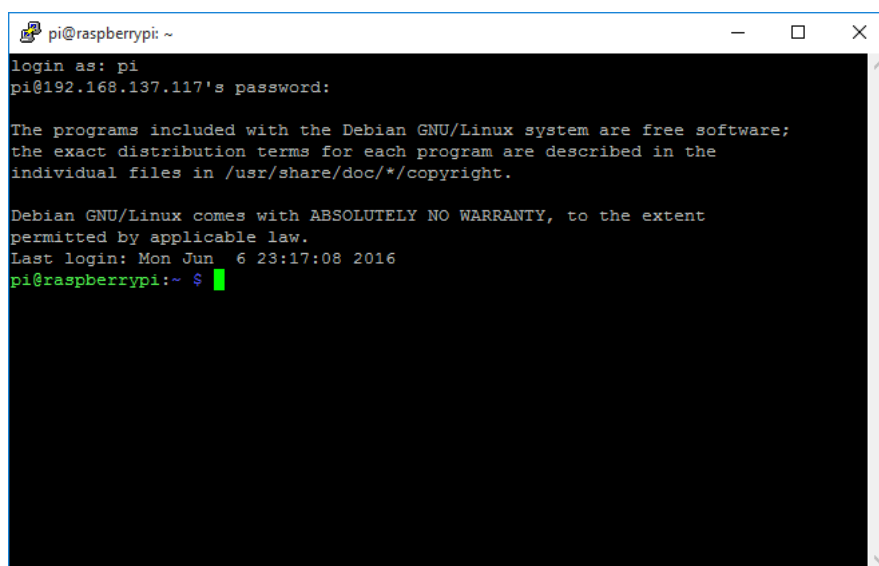 pi@raspberrypi: ~
login as: pi
pi@192.168.137.117's password:
The programs included with the Debian GNU/Linux system are free software;
the exact distribution terms for each program are described in the
individual files in /usr/share/doc/*/copyright.
Debian GNU/Linux comes with ABSOLUTELY NO WARRANTY, to the extent
permitted by applicable law.
Last login: Mon Jun  6 23:17:08 2016
pi@raspberrypi:~ $